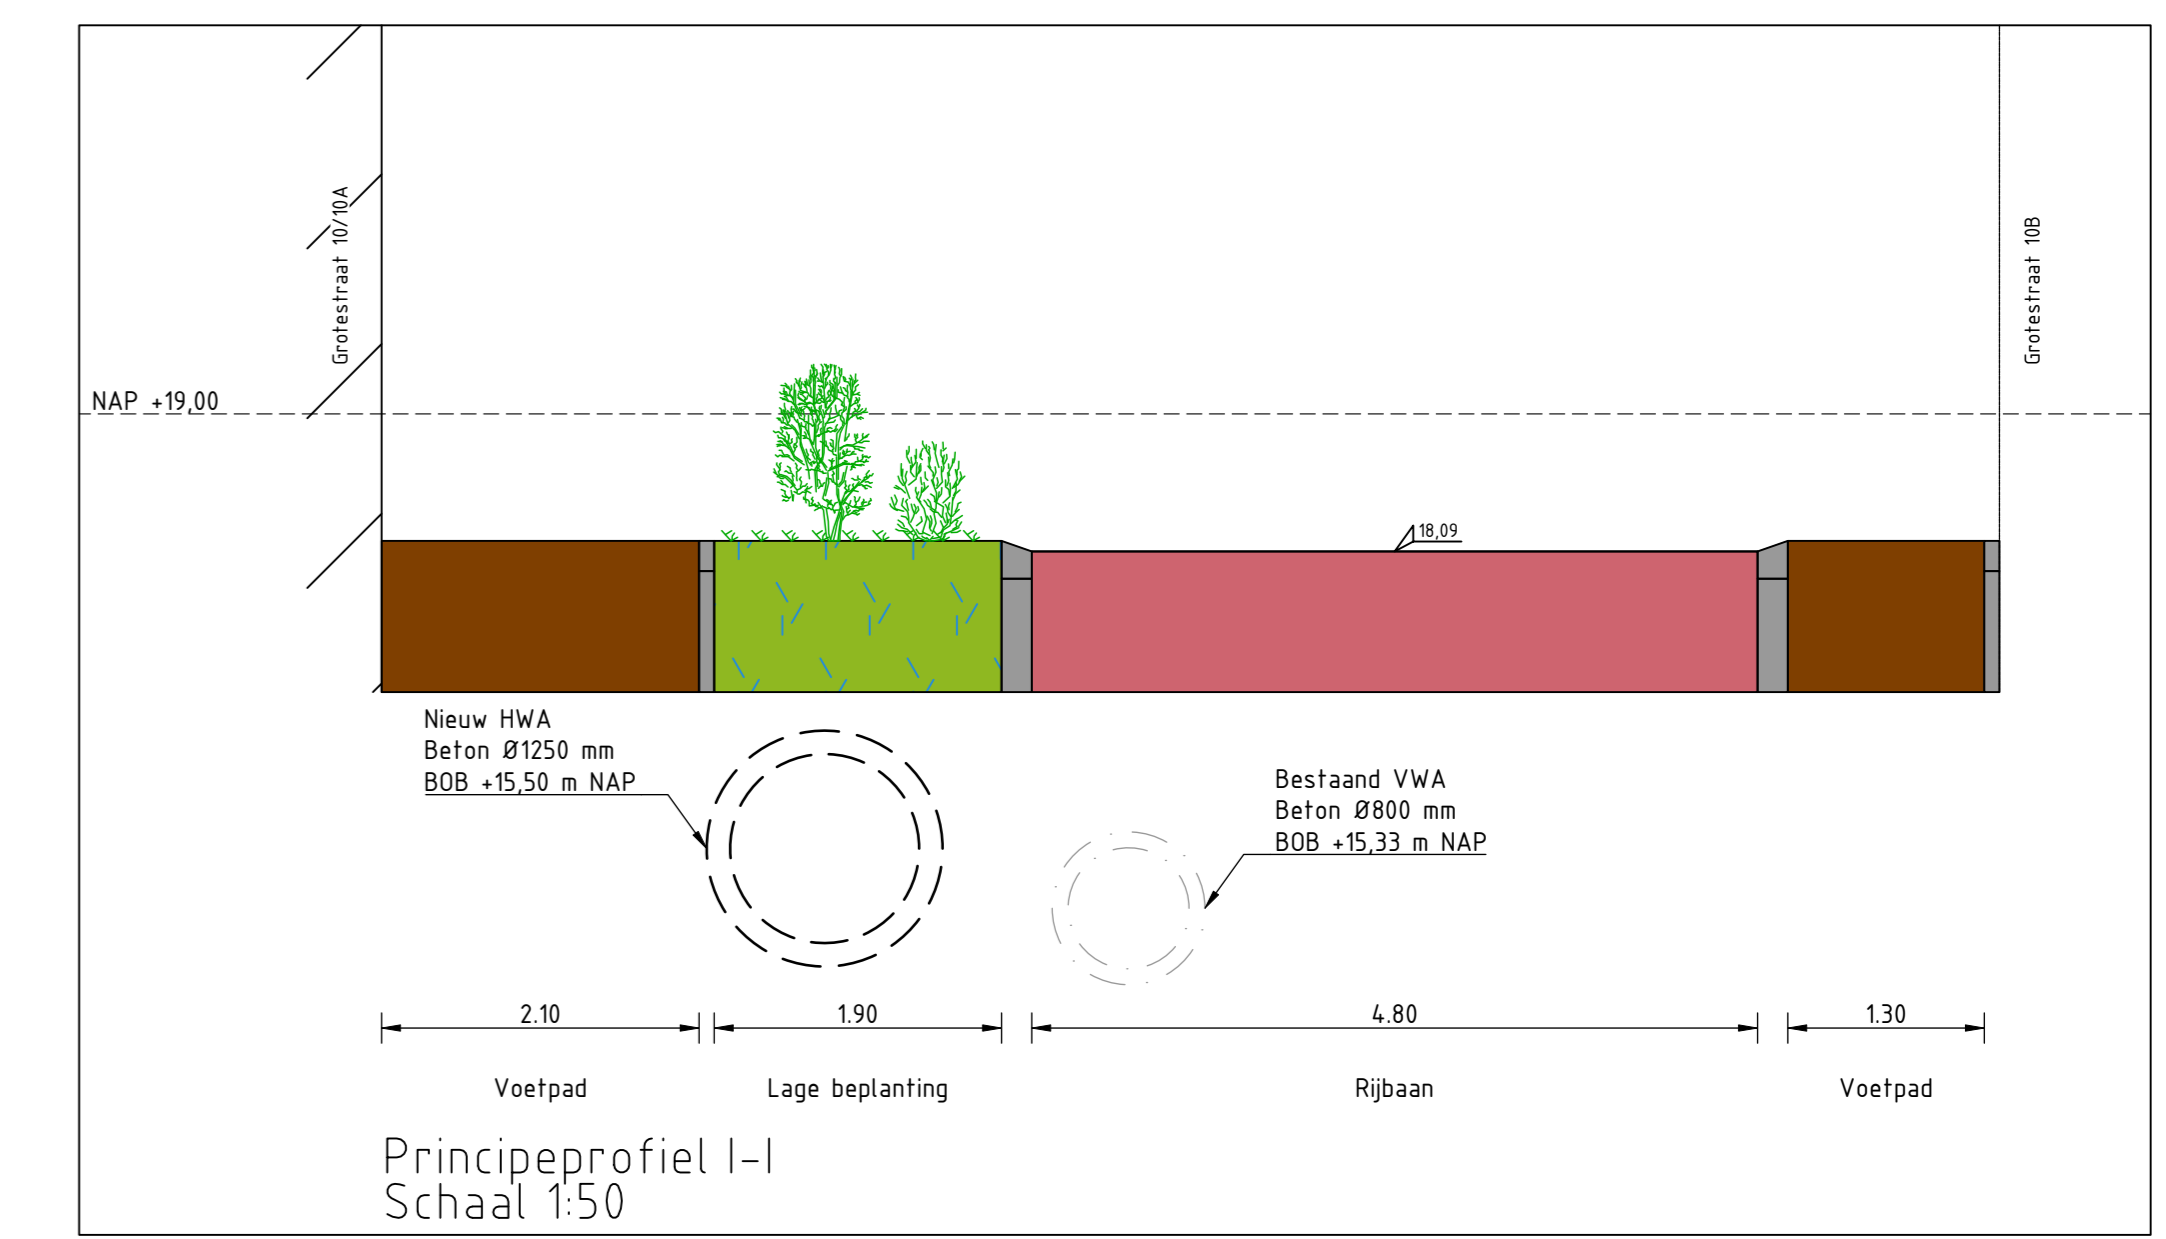 Grotestraat 10/10A
Grotestraat 10B
NAP +19,00
18,09
Nieuw HWA
Beton Ø1250 mm
BOB +15,50 m NAP
Bestaand VWA
Beton Ø800 mm
BOB +15,33 m NAP
2.10
1.90
4.80
1.30
Voetpad
Lage beplanting
Rijbaan
Voetpad
Principeprofiel I-I
Schaal 1:50